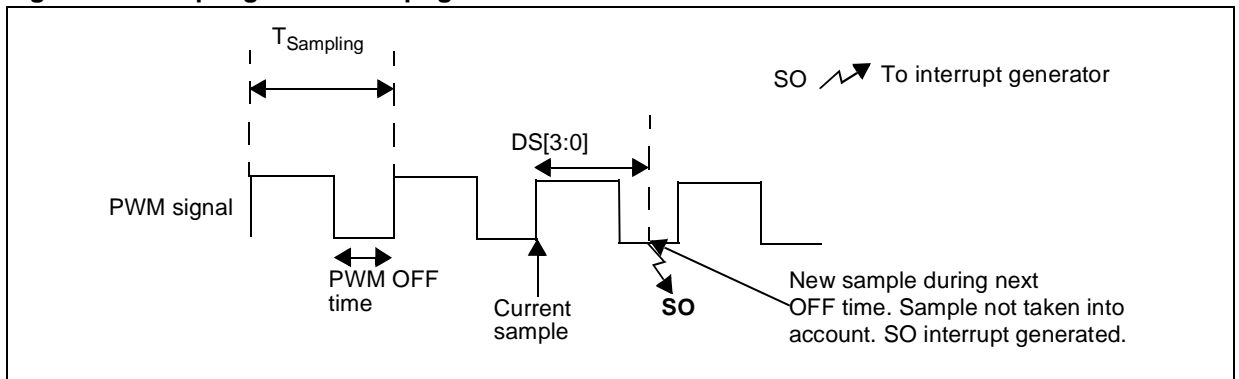 TSampling
SO To interrupt generator
DS[3:0]
PWM signal
PWM OFF
time
Current
sample
SO
New sample during next
OFF time. Sample not taken into
account. SO interrupt generated.